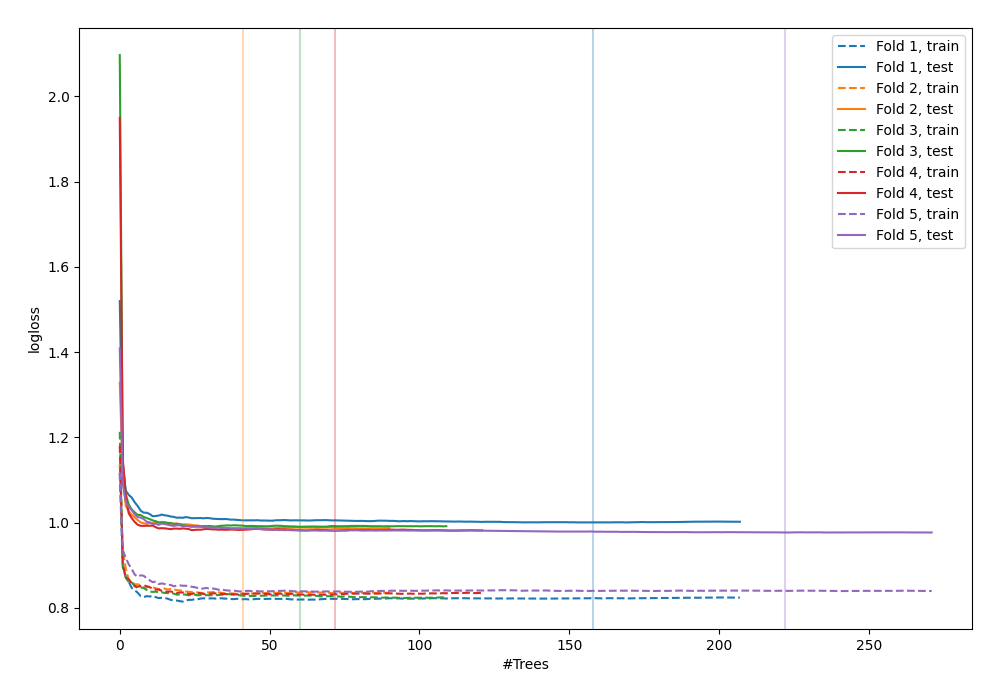 2.0
1.8
1.6
1.4
1.2
1.0
0.8
logloss
0
50
100
150
200
250
#Trees
Fold 1, train
Fold 1, test
Fold 2, train
Fold 2, test
Fold 3, train
Fold 3, test
Fold 4, train
Fold 4, test
Fold 5, train
Fold 5, test